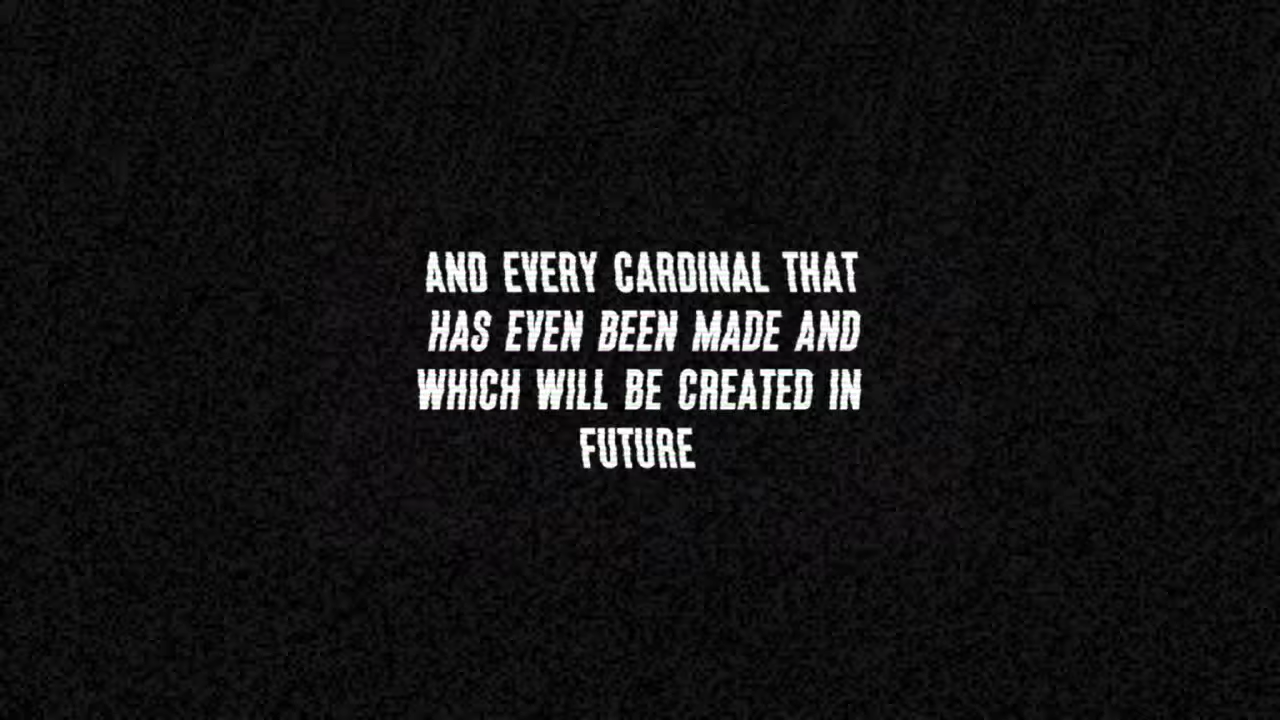 AND EVERY CARDINAL THAT
HAS EVEN BEEN MADE AND
WHICH WILL BE CREATED IN
FUTURE